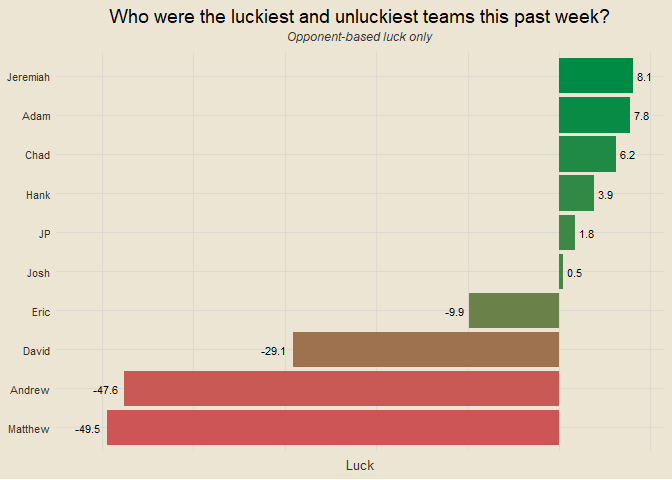 Who were the luckiest and unluckiest teams this past week?
Opponent-based luck only
Jeremiah 8.1
Adam 7.8
Chad 6.2
Hank 3.9
JP 1.8
Josh 0.5
Eric -9.9
David -29.1
Andrew -47.6
Matthew -49.5
Luck